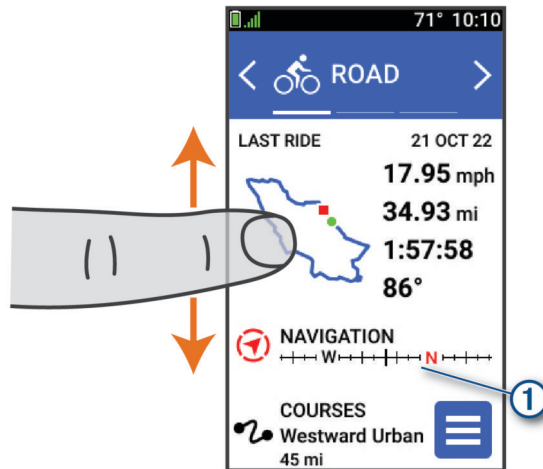 71° 10:10
ROAD
LAST RIDE 21 OCT 22
17.95 mph
34.93 mi
1:57:58
86°
NAVIGATION
W N
1
COURSES
Westward Urban
45 mi